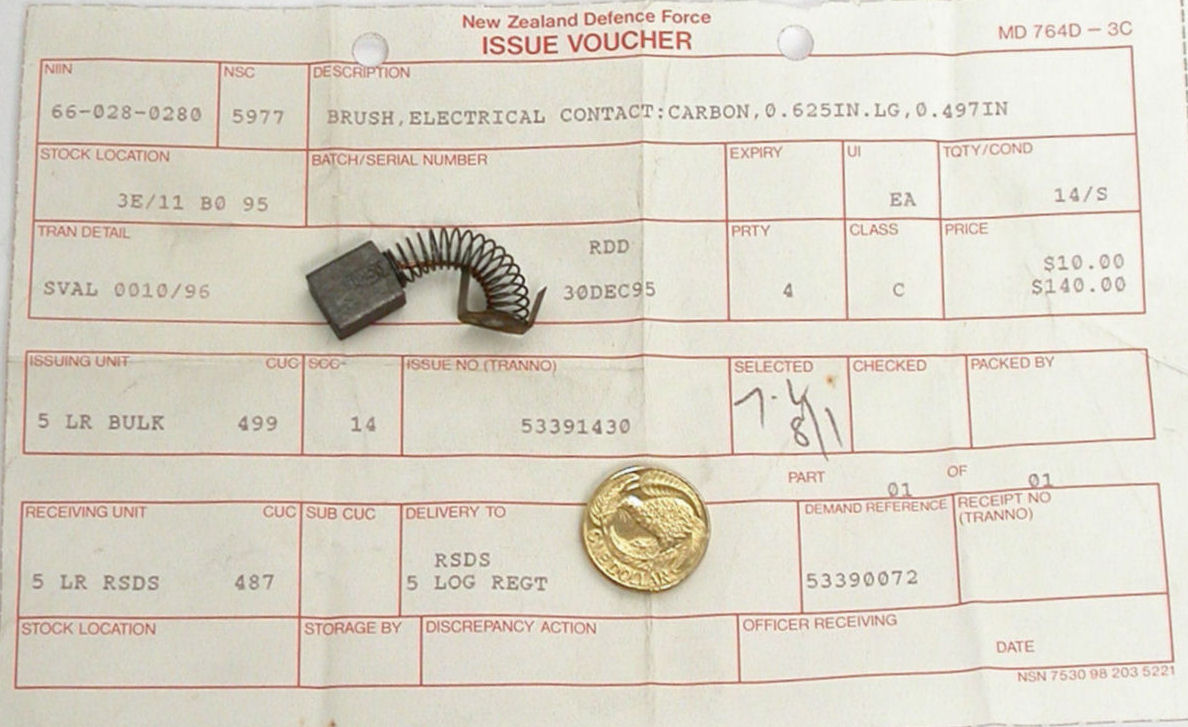 New Zealand Defence Force
ISSUE VOUCHER
MD 764D – 3C
NIIN
NSC
DESCRIPTION
66-028-0280
5977
BRUSH,ELECTRICAL CONTACT:CARBON,0.625IN.LG,0.497IN
STOCK LOCATION
BATCH/SERIAL NUMBER
EXPIRY
UI
TQTY/COND
3E/11 B0 95
EA
14/S
TRAN DETAIL
RDD
PRTY
CLASS
PRICE
SVAL 0010/96
30DEC95
4
C
$10.00
$140.00
ISSUING UNIT
CUC
SCC
ISSUE NO (TRANNO)
SELECTED
CHECKED
PACKED BY
5 LR BULK
499
14
53391430
8/1
PART
01
OF
01
RECEIVING UNIT
CUC
SUB CUC
DELIVERY TO
DEMAND REFERENCE
RECEIPT NO
(TRANNO)
5 LR RSDS
487
RSDS
5 LOG REGT
53390072
ONE DOLLAR
STOCK LOCATION
STORAGE BY
DISCREPANCY ACTION
OFFICER RECEIVING
DATE
NSN 7530 98 203 5221